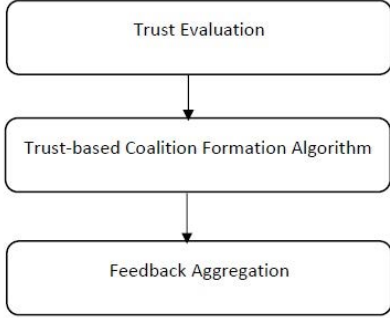 Trust Evaluation
Trust-based Coalition Formation Algorithm
Feedback Aggregation